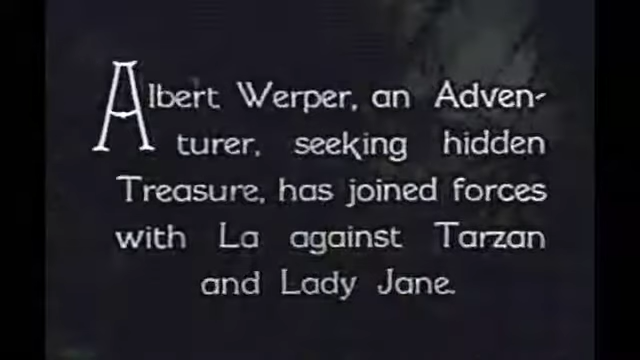 Albert Werper, an Adven-
turer, seeking hidden
Treasure, has joined forces
with La against Tarzan
and Lady Jane.